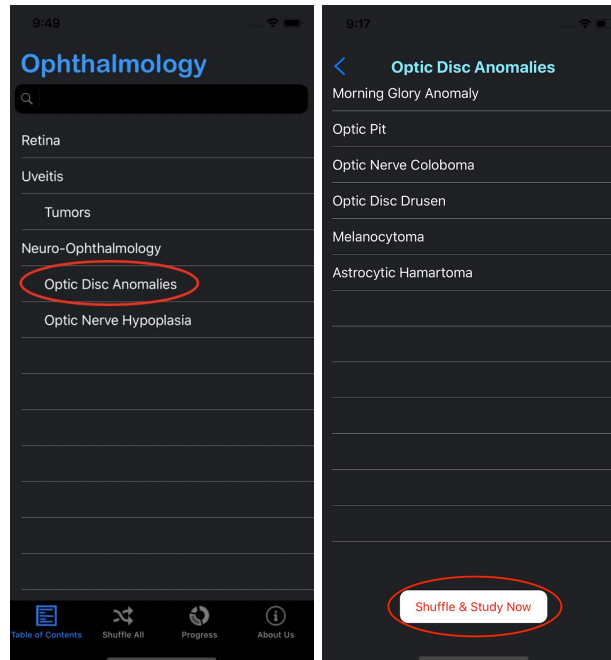 9:49
Ophthalmology
Retina
Uveitis
Tumors
Neuro-Ophthalmology
Optic Disc Anomalies
Optic Nerve Hypoplasia
Table of Contents
Shuffle All
Progress
About Us
9:17
Optic Disc Anomalies
Morning Glory Anomaly
Optic Pit
Optic Nerve Coloboma
Optic Disc Drusen
Melanocytoma
Astrocytic Hamartoma
Shuffle & Study Now